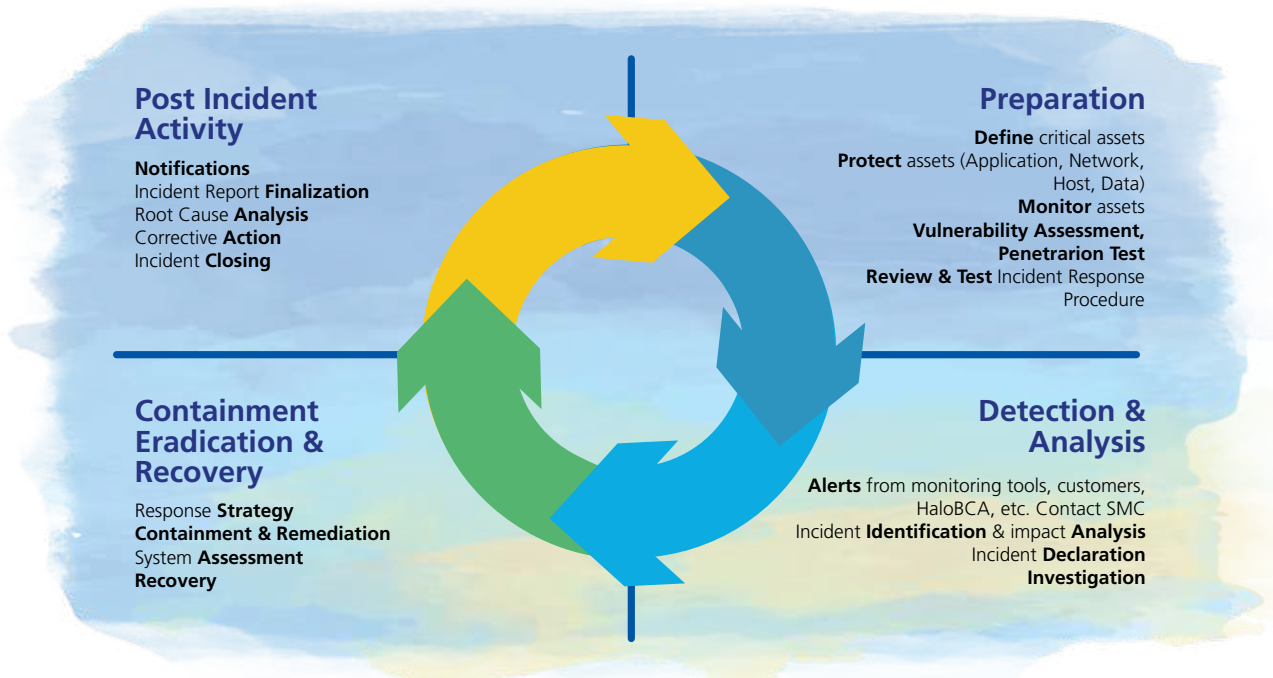 Post Incident
Activity
Notifications
Incident Report Finalization
Root Cause Analysis
Corrective Action
Incident Closing
Preparation
Define critical assets
Protect assets (Application, Network,
Host, Data)
Monitor assets
Vulnerability Assessment,
Penetrarion Test
Review & Test Incident Response
Procedure
Containment
Eradication &
Recovery
Response Strategy
Containment & Remediation
System Assessment
Recovery
Detection &
Analysis
Alerts from monitoring tools, customers,
HaloBCA, etc. Contact SMC
Incident Identification & impact Analysis
Incident Declaration
Investigation